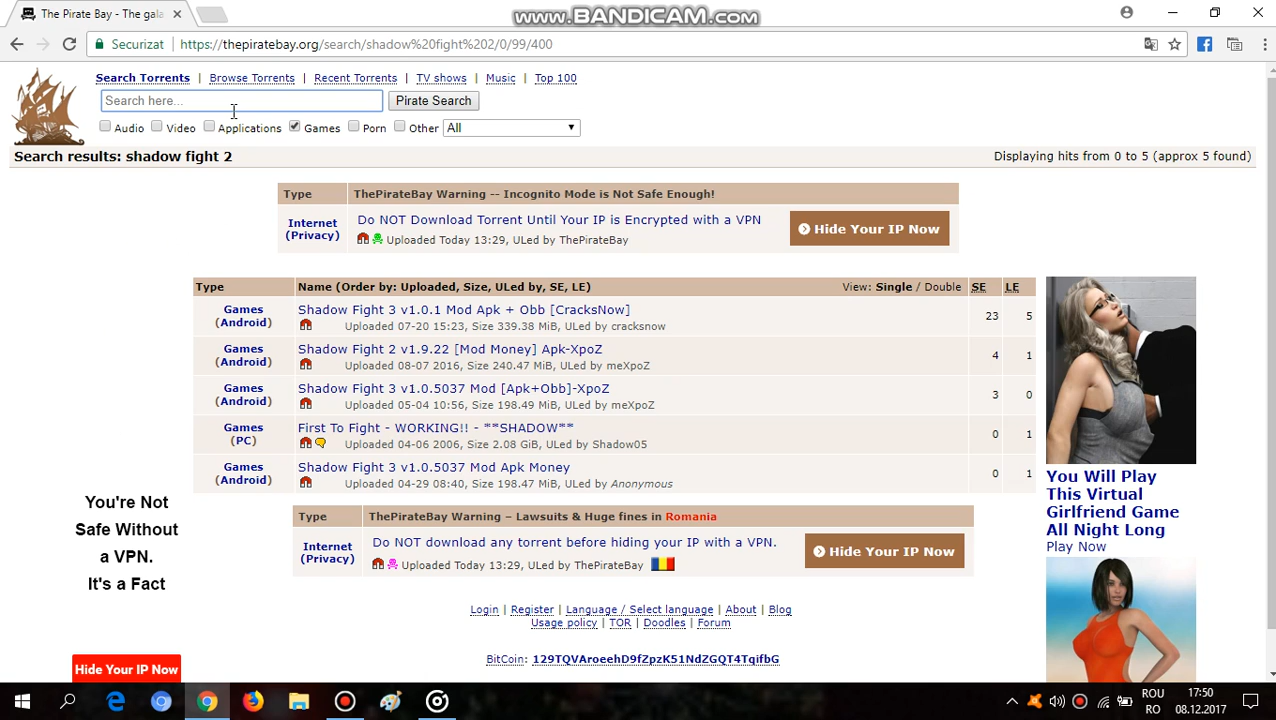 The Pirate Bay - The gala
www.BANDICAM.com
Securizat https://thepiratebay.org/search/shadow%20fight%202/0/99/400
Search Torrents | Browse Torrents | Recent Torrents | TV shows | Music | Top 100
Search here... Pirate Search
Audio Video Applications Games Porn Other All
Search results: shadow fight 2 Displaying hits from 0 to 5 (approx 5 found)
Type ThePirateBay Warning -- Incognito Mode is Not Safe Enough!
Internet (Privacy) Do NOT Download Torrent Until Your IP is Encrypted with a VPN Hide Your IP Now
Uploaded Today 13:29, ULed by ThePirateBay
Type Name (Order by: Uploaded, Size, ULed by, SE, LE) View: Single / Double SE LE
Games (Android) Shadow Fight 3 v1.0.1 Mod Apk + Obb [CracksNow] 23 5
Uploaded 07-20 15:23, Size 339.38 MiB, ULed by cracksnow
Games (Android) Shadow Fight 2 v1.9.22 [Mod Money] Apk-XpoZ 4 1
Uploaded 08-07 2016, Size 240.47 MiB, ULed by meXpoZ
Games (Android) Shadow Fight 3 v1.0.5037 Mod [Apk+Obb]-XpoZ 3 0
Uploaded 05-04 10:56, Size 198.49 MiB, ULed by meXpoZ
Games (PC) First To Fight - WORKING!! - **SHADOW** 0 1
Uploaded 04-06 2006, Size 2.08 GiB, ULed by Shadow05
Games (Android) Shadow Fight 3 v1.0.5037 Mod Apk Money 0 1
Uploaded 04-29 08:40, Size 198.47 MiB, ULed by Anonymous
You Will Play
This Virtual
Girlfriend Game
All Night Long
Play Now
You're Not
Safe Without
a VPN.
It's a Fact
Hide Your IP Now
Type ThePirateBay Warning – Lawsuits & Huge fines in Romania
Internet (Privacy) Do NOT download any torrent before hiding your IP with a VPN. Hide Your IP Now
Uploaded Today 13:29, ULed by ThePirateBay
Login | Register | Language / Select language | About | Blog
Usage policy | TOR | Doodles | Forum
BitCoin: 129TQVAroeehD9fZpzK51NdZGQT4TqifbG
ROU
RO
17:50
08.12.2017